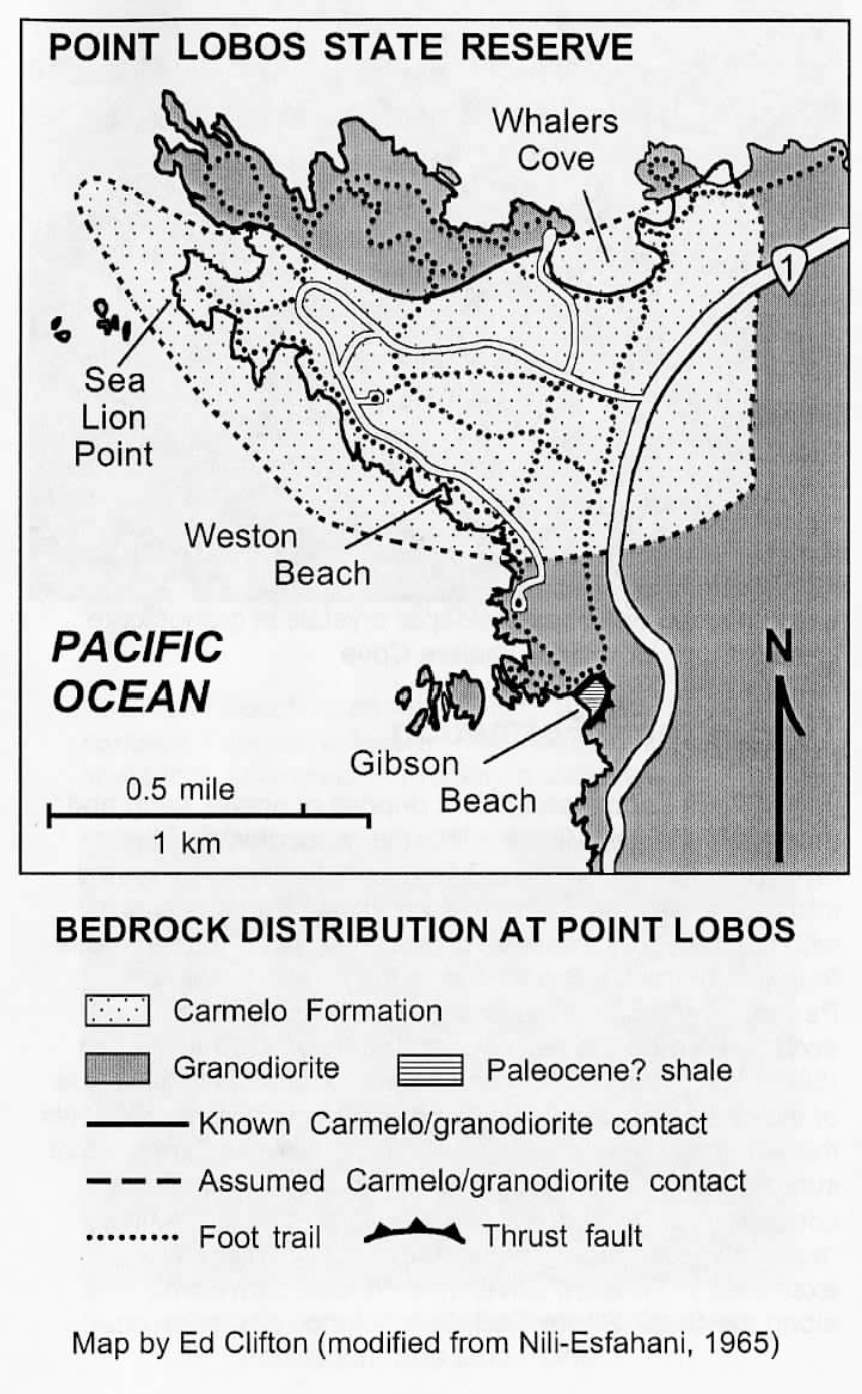 POINT LOBOS STATE RESERVE
Whalers
Cove
1
Sea
Lion
Point
Weston
Beach
PACIFIC
OCEAN
N
Gibson
Beach
0.5 mile
1 km
BEDROCK DISTRIBUTION AT POINT LOBOS
Carmelo Formation
Granodiorite
Paleocene? shale
Known Carmelo/granodiorite contact
Assumed Carmelo/granodiorite contact
Foot trail
Thrust fault
Map by Ed Clifton (modified from Nili-Esfahani, 1965)